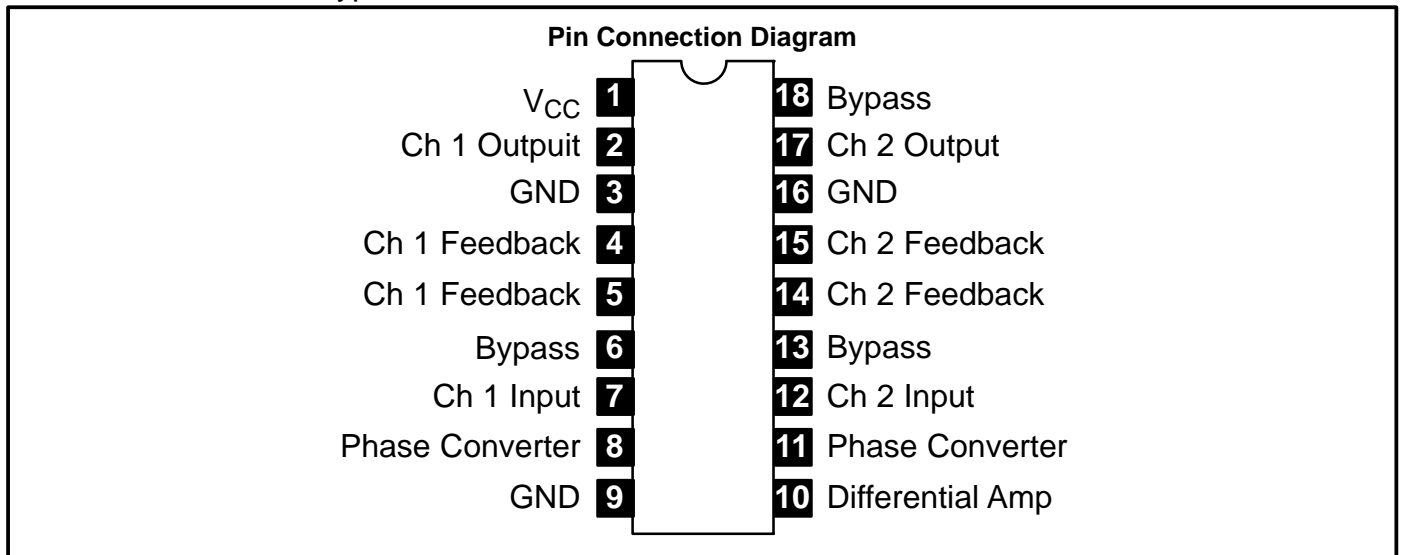 Pin Connection Diagram
V_CC 1 18 Bypass
Ch 1 Outpuit 2 17 Ch 2 Output
GND 3 16 GND
Ch 1 Feedback 4 15 Ch 2 Feedback
Ch 1 Feedback 5 14 Ch 2 Feedback
Bypass 6 13 Bypass
Ch 1 Input 7 12 Ch 2 Input
Phase Converter 8 11 Phase Converter
GND 9 10 Differential Amp